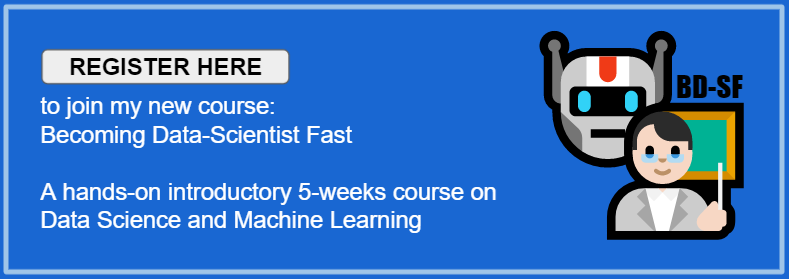 REGISTER HERE
to join my new course:
Becoming Data-Scientist Fast
A hands-on introductory 5-weeks course on
Data Science and Machine Learning
BD-SF